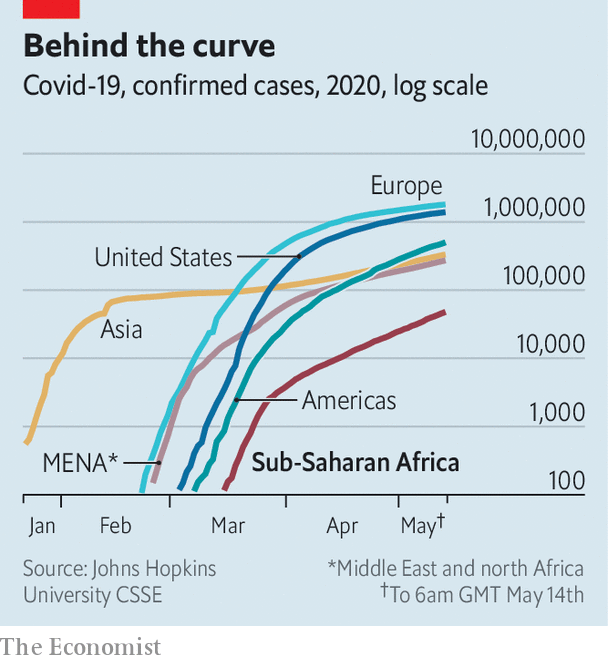 Behind the curve
Covid-19, confirmed cases, 2020, log scale
10,000,000
Europe
1,000,000
United States
100,000
Asia
10,000
Americas
1,000
MENA*
Sub-Saharan Africa
100
Jan Feb Mar Apr May†
Source: Johns Hopkins
University CSSE
*Middle East and north Africa
†To 6am GMT May 14th
The Economist